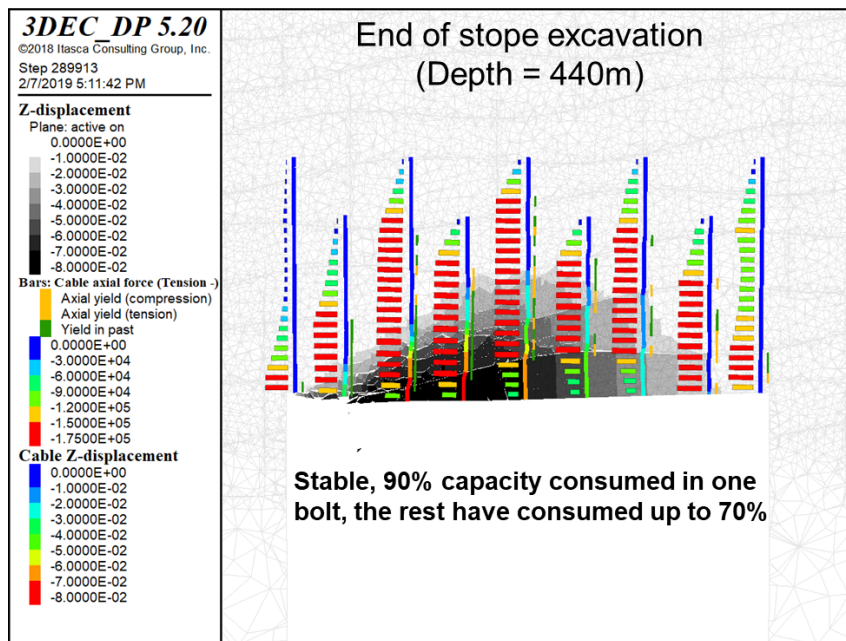 3DEC_DP 5.20
©2018 Itasca Consulting Group, Inc.
Step 289913
2/7/2019 5:11:42 PM
Z-displacement
Plane: active on
0.0000E+00
-1.0000E-02
-2.0000E-02
-3.0000E-02
-4.0000E-02
-5.0000E-02
-6.0000E-02
-7.0000E-02
-8.0000E-02
Bars: Cable axial force (Tension -)
Axial yield (compression)
Axial yield (tension)
Yield in past
0.0000E+00
-3.0000E+04
-6.0000E+04
-9.0000E+04
-1.2000E+05
-1.5000E+05
-1.7500E+05
Cable Z-displacement
0.0000E+00
-1.0000E-02
-2.0000E-02
-3.0000E-02
-4.0000E-02
-5.0000E-02
-6.0000E-02
-7.0000E-02
-8.0000E-02
End of stope excavation
(Depth = 440m)
Stable, 90% capacity consumed in one
bolt, the rest have consumed up to 70%